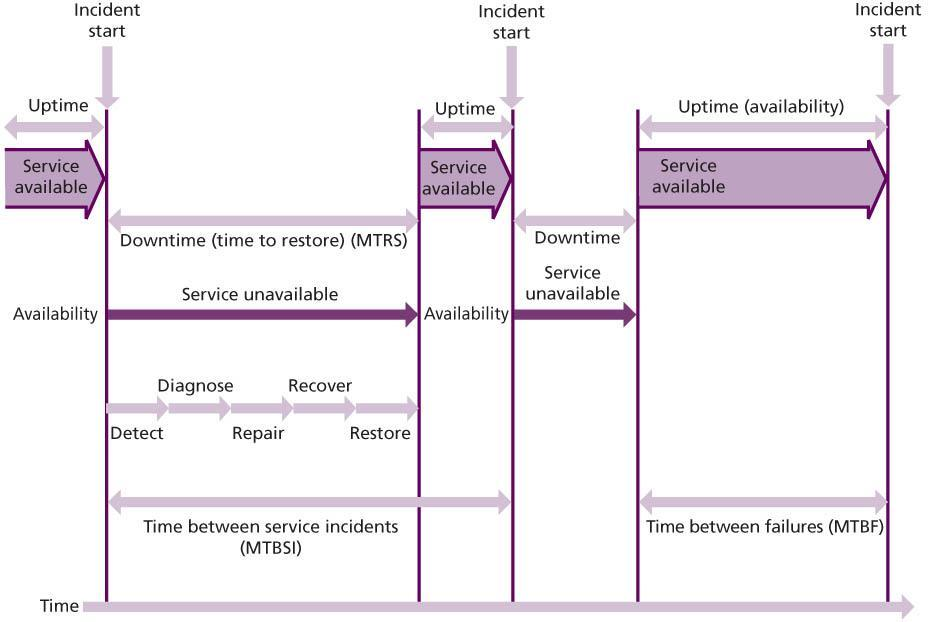 Incident
start
Incident
start
Incident
start
Uptime
Uptime
Uptime (availability)
Service
available
Service
available
Service
available
Downtime (time to restore) (MTRS)
Downtime
Service unavailable
Service
unavailable
Availability
Availability
Diagnose
Recover
Detect
Repair
Restore
Time between service incidents
(MTBSI)
Time between failures (MTBF)
Time